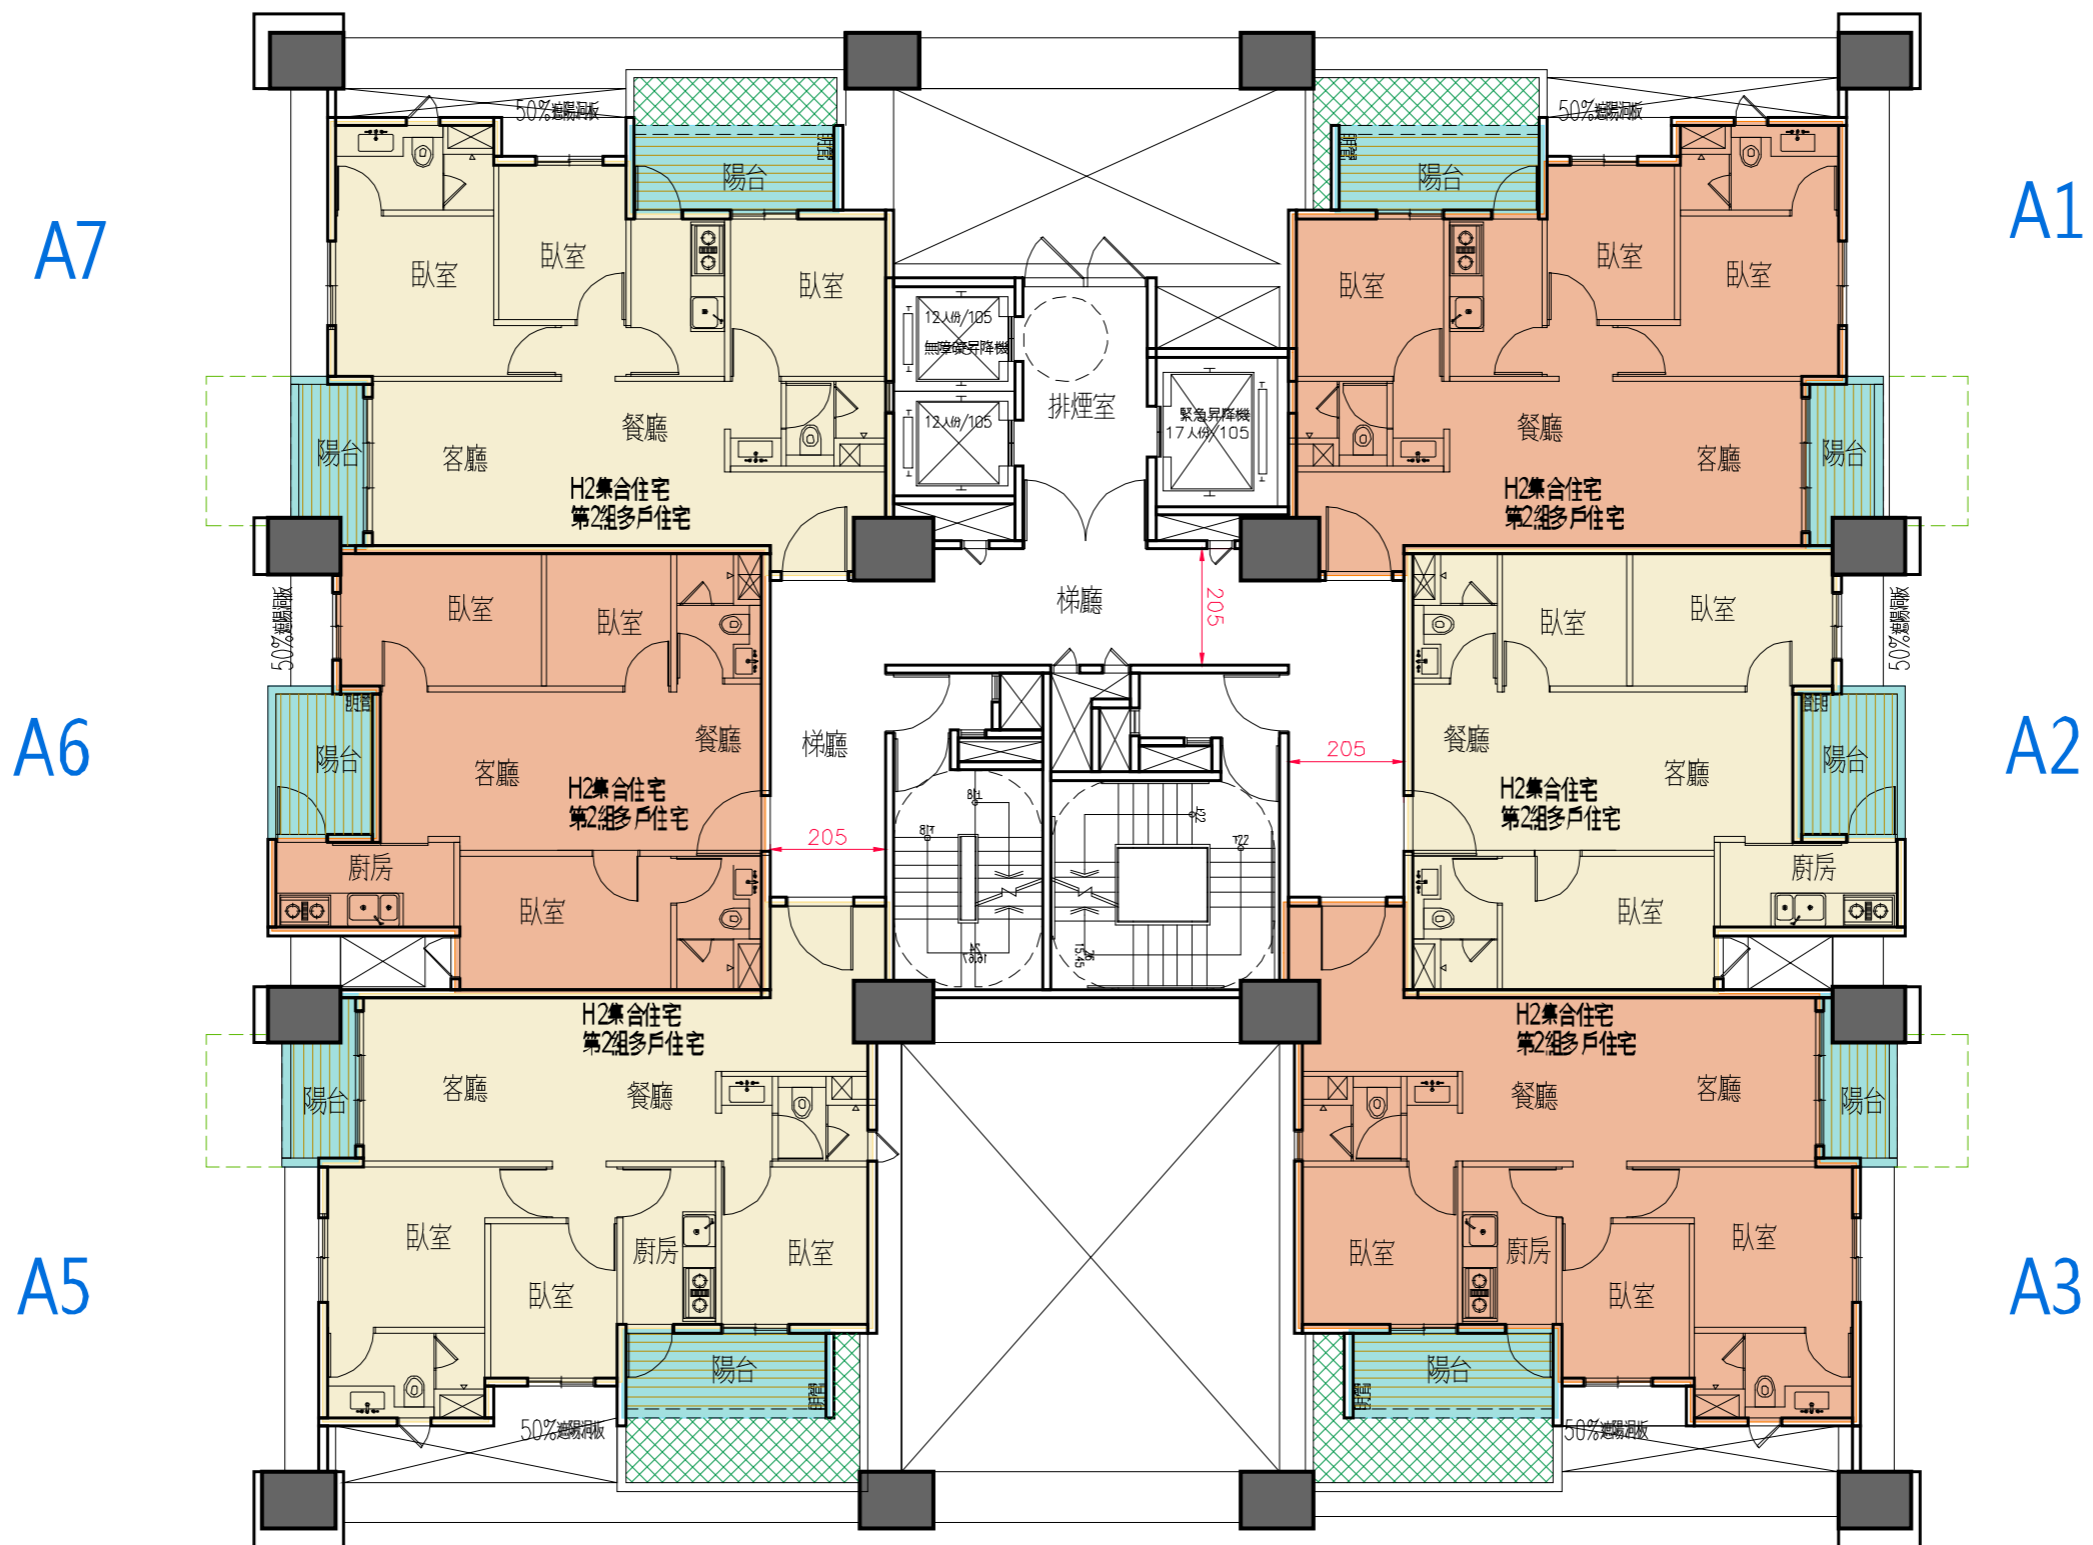 50%遮陽洞板
50%遮陽洞板
陽台
陽台
A7
A1
臥室
臥室
臥室
臥室
臥室
臥室
12人份/105
無障礙昇降機
12人份/105
排煙室
緊急昇降機
17人份/105
陽台
客廳
餐廳
餐廳
客廳
陽台
H2集合住宅
第2組多戶住宅
H2集合住宅
第2組多戶住宅
50%遮陽洞板
臥室
臥室
梯廳
205
臥室
臥室
50%遮陽洞板
A6
陽台
明管
客廳
餐廳
梯廳
205
餐廳
客廳
陽台
A2
H2集合住宅
第2組多戶住宅
H2集合住宅
第2組多戶住宅
205
廚房
臥室
臥室
廚房
H2集合住宅
第2組多戶住宅
H2集合住宅
第2組多戶住宅
陽台
客廳
餐廳
餐廳
客廳
陽台
A5
臥室
臥室
廚房
臥室
臥室
廚房
臥室
臥室
A3
陽台
陽台
50%遮陽洞板
50%遮陽洞板